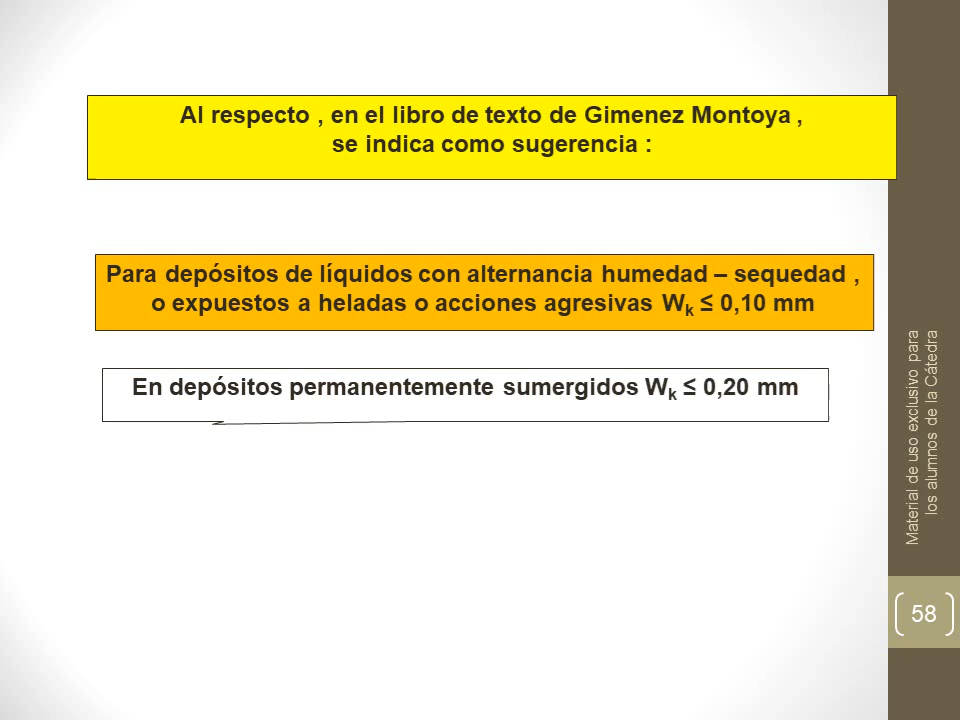 Al respecto , en el libro de texto de Gimenez Montoya ,
se indica como sugerencia :
Para depósitos de líquidos con alternancia humedad – sequedad ,
o expuestos a heladas o acciones agresivas Wk ≤ 0,10 mm
En depósitos permanentemente sumergidos Wk ≤ 0,20 mm
Material de uso exclusivo para
los alumnos de la Cátedra
58